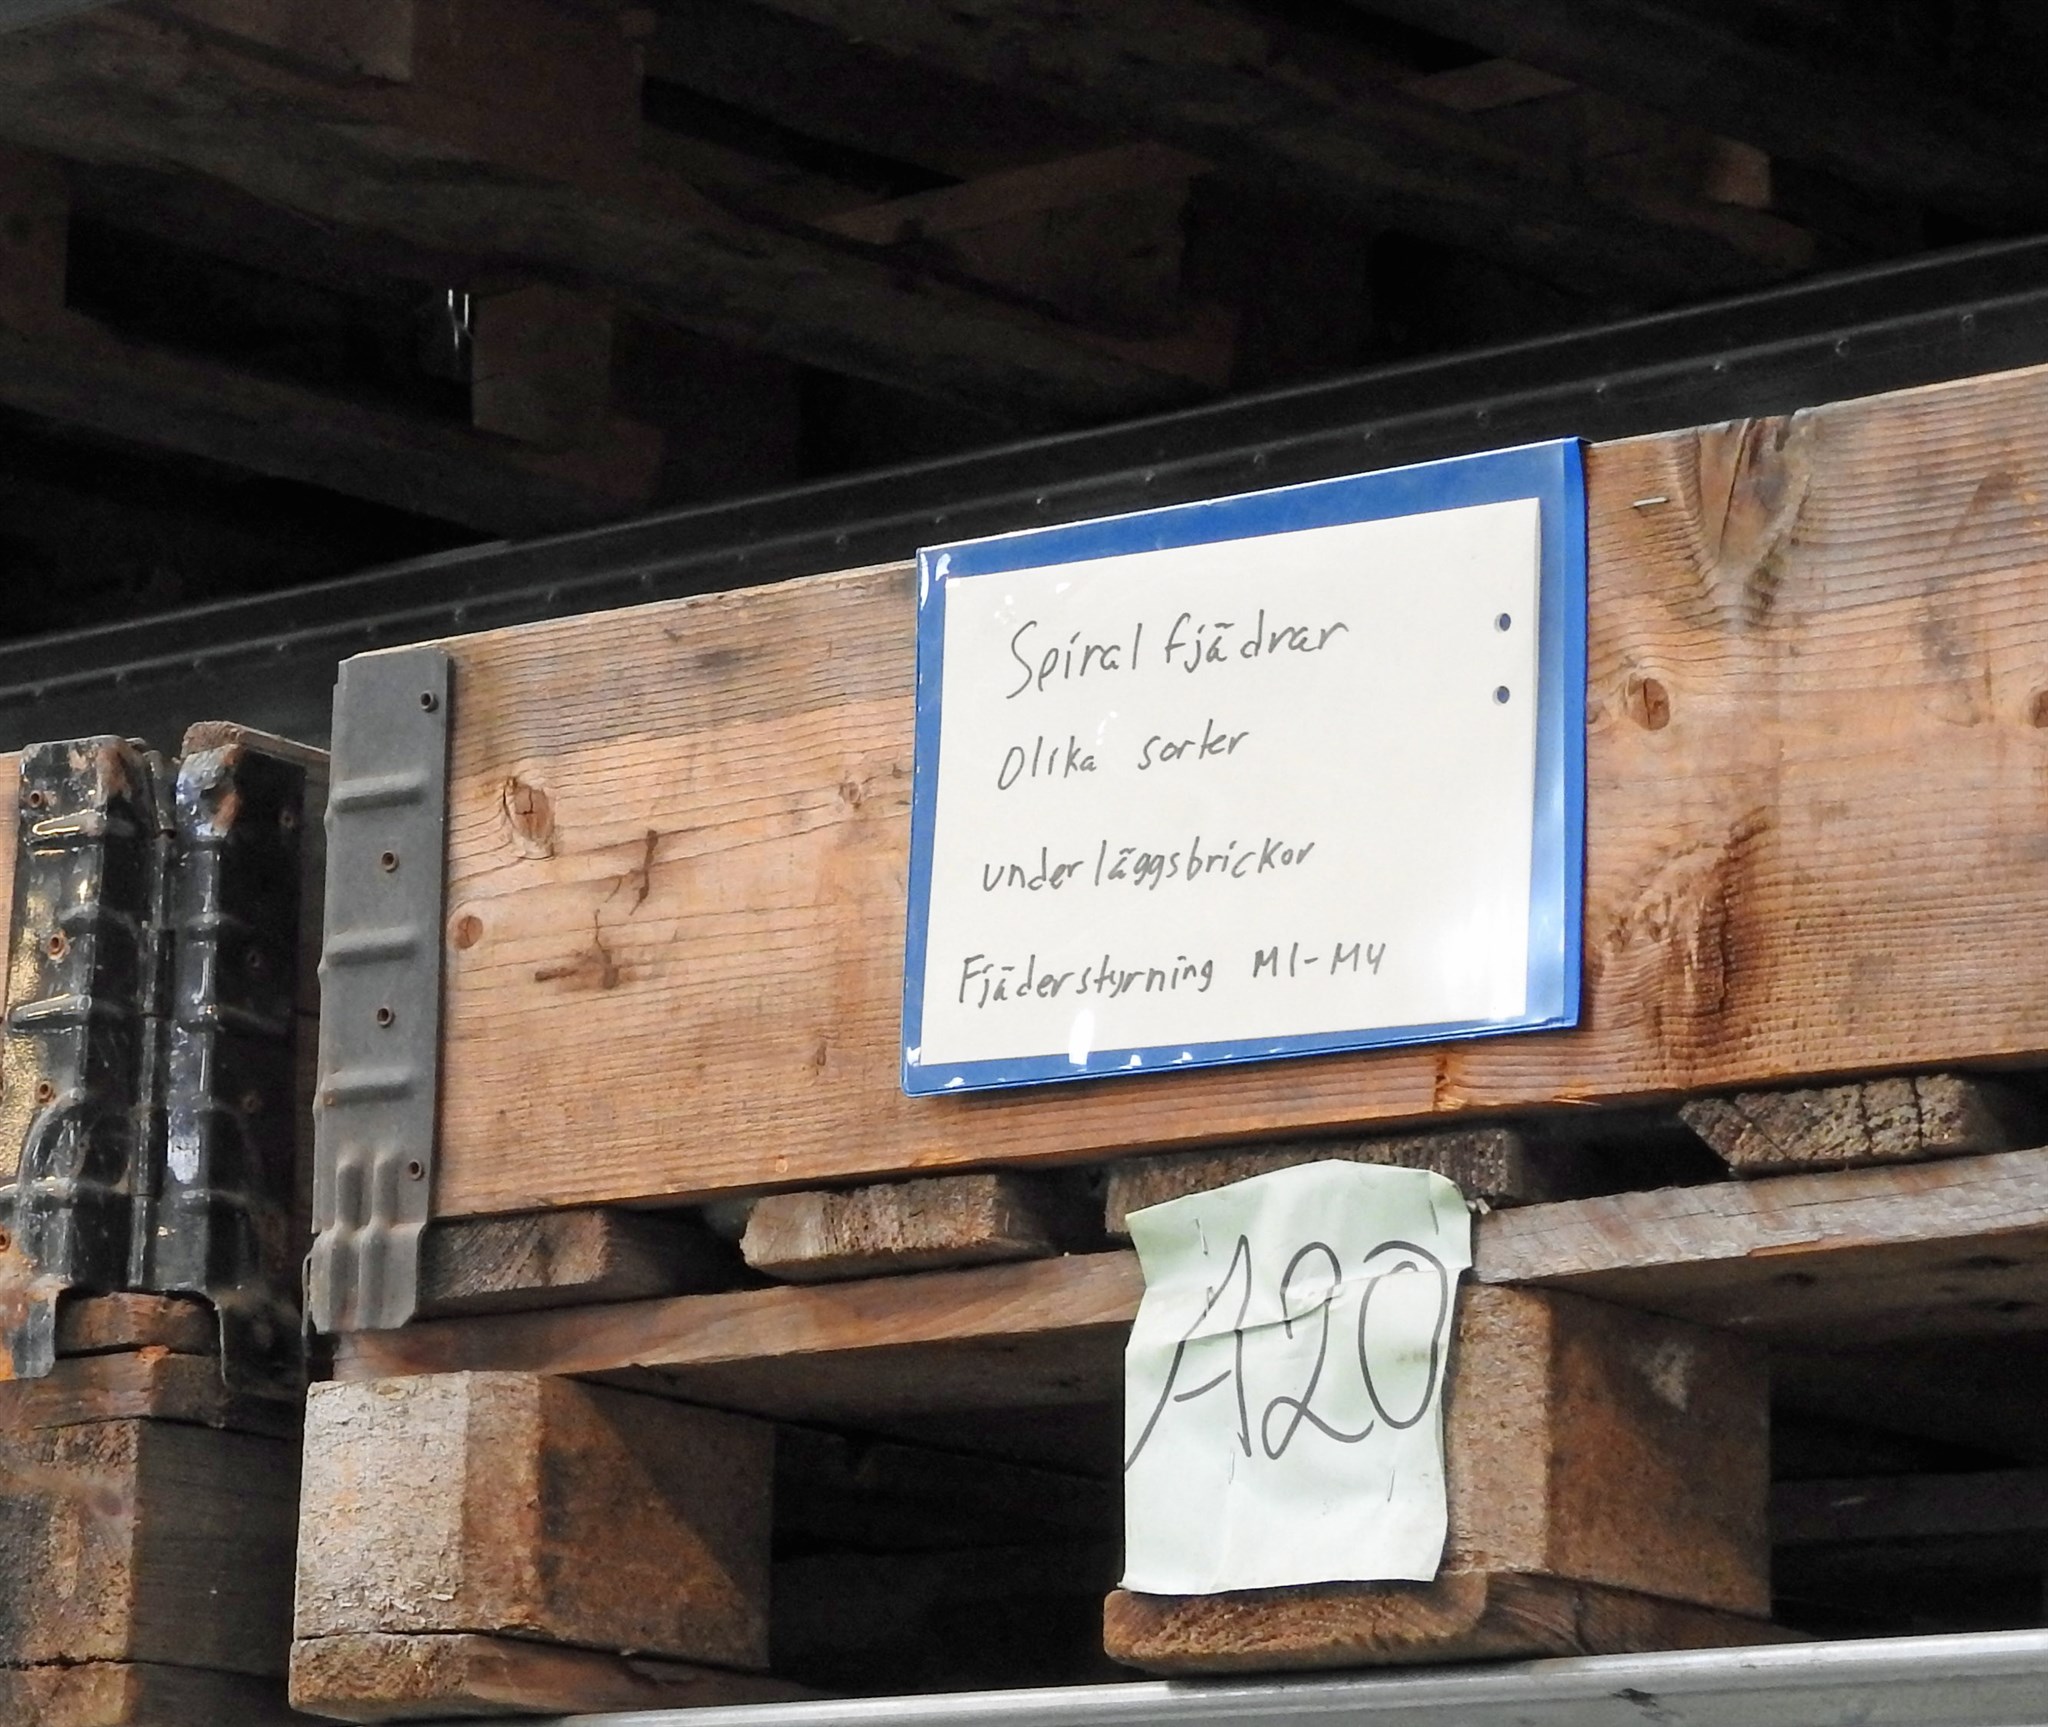 Spiral fjädrar
Olika sorter
underläggsbrickor
Fjäderstyrning M1-M4
A20